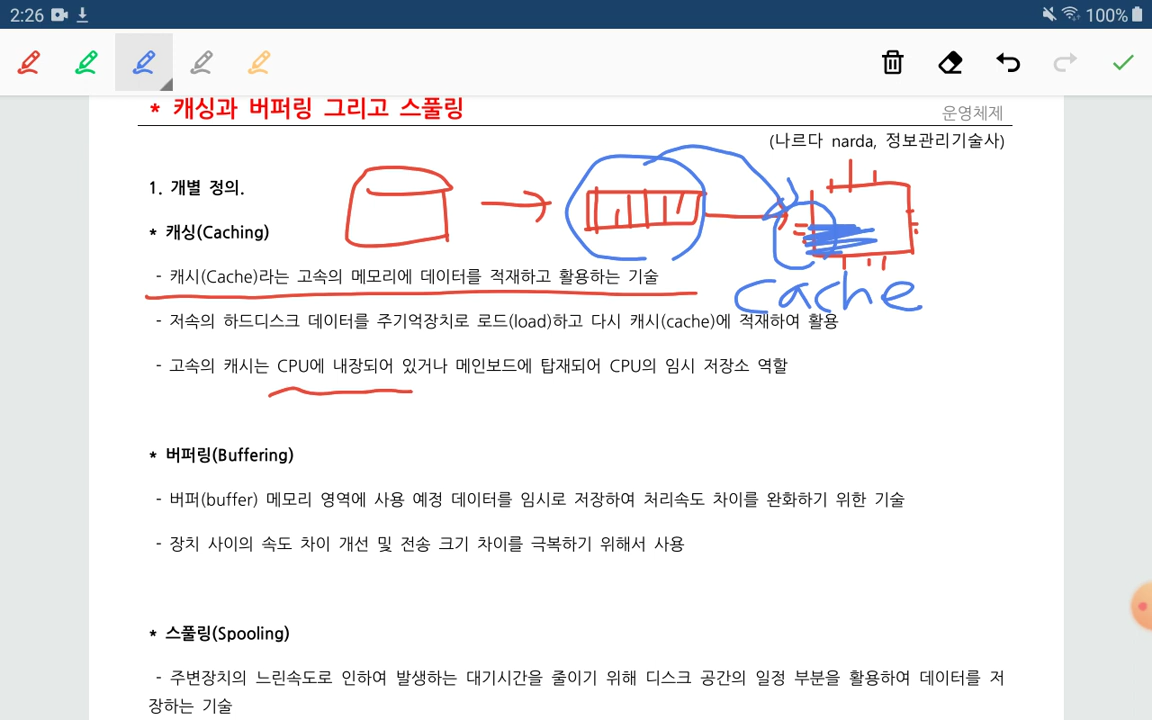 2:26
100%
* 캐싱과 버퍼링 그리고 스풀링
운영체제
(나르다 narda, 정보관리기술사)
1. 개별 정의.
* 캐싱(Caching)
- 캐시(Cache)라는 고속의 메모리에 데이터를 적재하고 활용하는 기술
cache
- 저속의 하드디스크 데이터를 주기억장치로 로드(load)하고 다시 캐시(cache)에 적재하여 활용
- 고속의 캐시는 CPU에 내장되어 있거나 메인보드에 탑재되어 CPU의 임시 저장소 역할
* 버퍼링(Buffering)
- 버퍼(buffer) 메모리 영역에 사용 예정 데이터를 임시로 저장하여 처리속도 차이를 완화하기 위한 기술
- 장치 사이의 속도 차이 개선 및 전송 크기 차이를 극복하기 위해서 사용
* 스풀링(Spooling)
- 주변장치의 느린속도로 인하여 발생하는 대기시간을 줄이기 위해 디스크 공간의 일정 부분을 활용하여 데이터를 저
장하는 기술